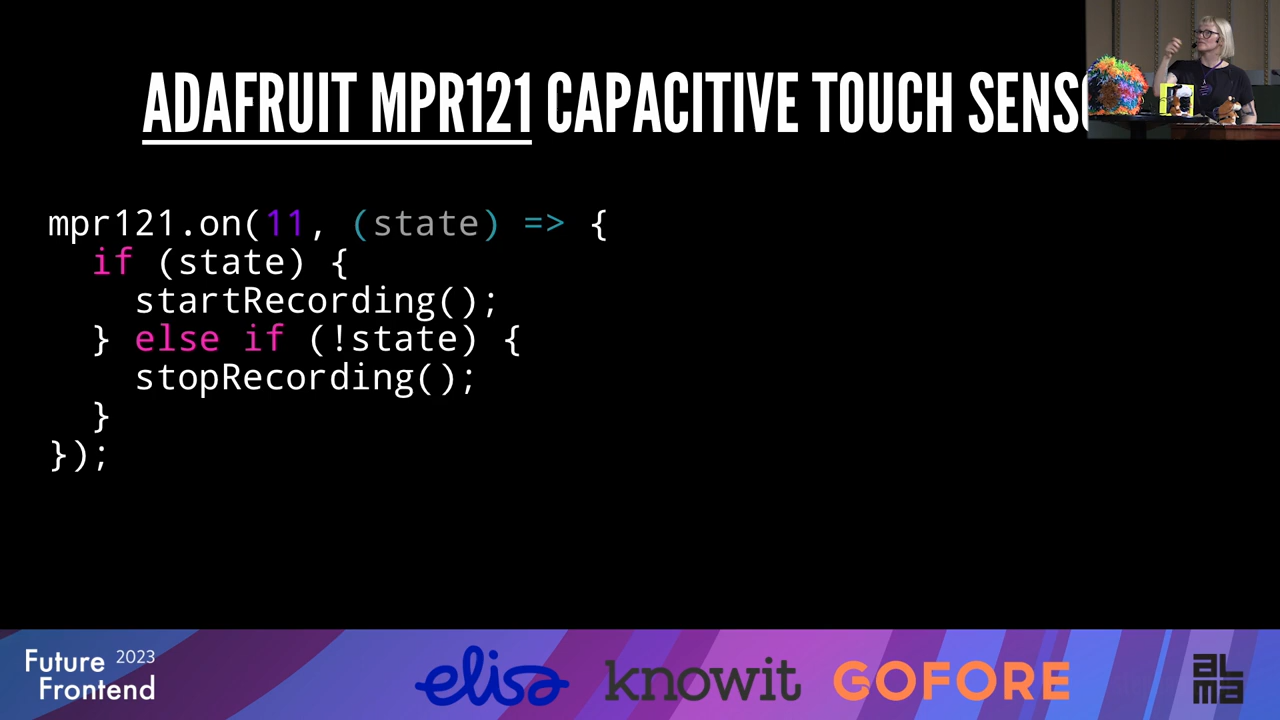 ADAFRUIT MPR121 CAPACITIVE TOUCH
mpr121.on(11, (state) => {
if (state) {
startRecording();
} else if (!state) {
stopRecording();
}
});
Future 2023
Frontend
elisa
knowit
GOFORE
ALMA